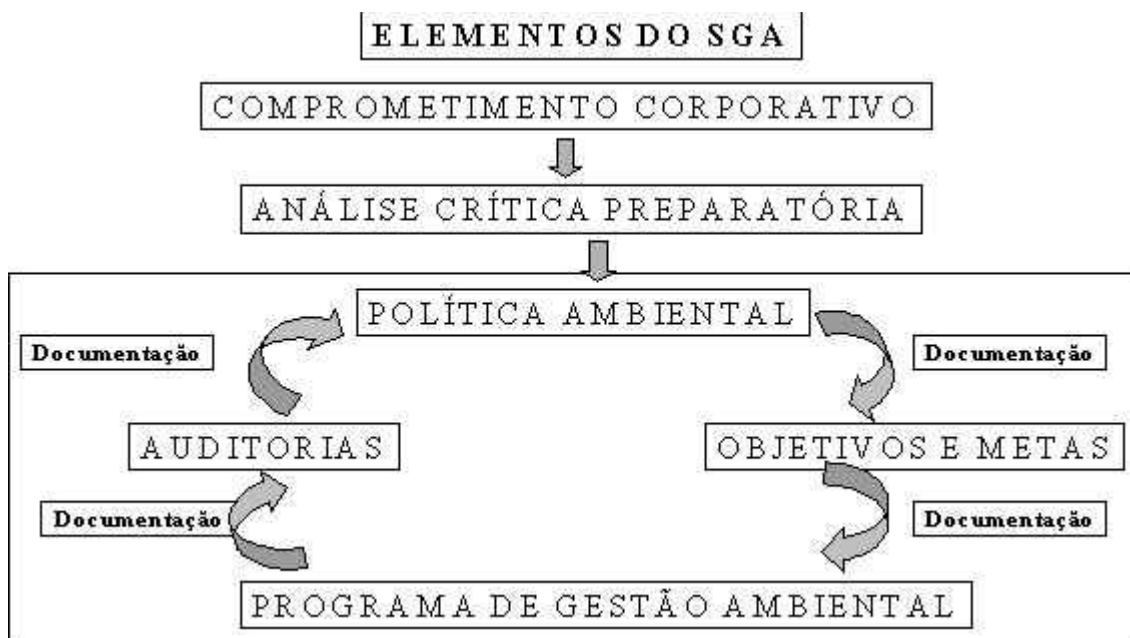 ELEMENTOS DO SGA
COMPROMETIMENTO CORPORATIVO
ANÁLISE CRÍTICA PREPARATÓRIA
POLÍTICA AMBIENTAL
Documentação
Documentação
AUDITORIAS
OBJETIVOS E METAS
Documentação
Documentação
PROGRAMA DE GESTÃO AMBIENTAL